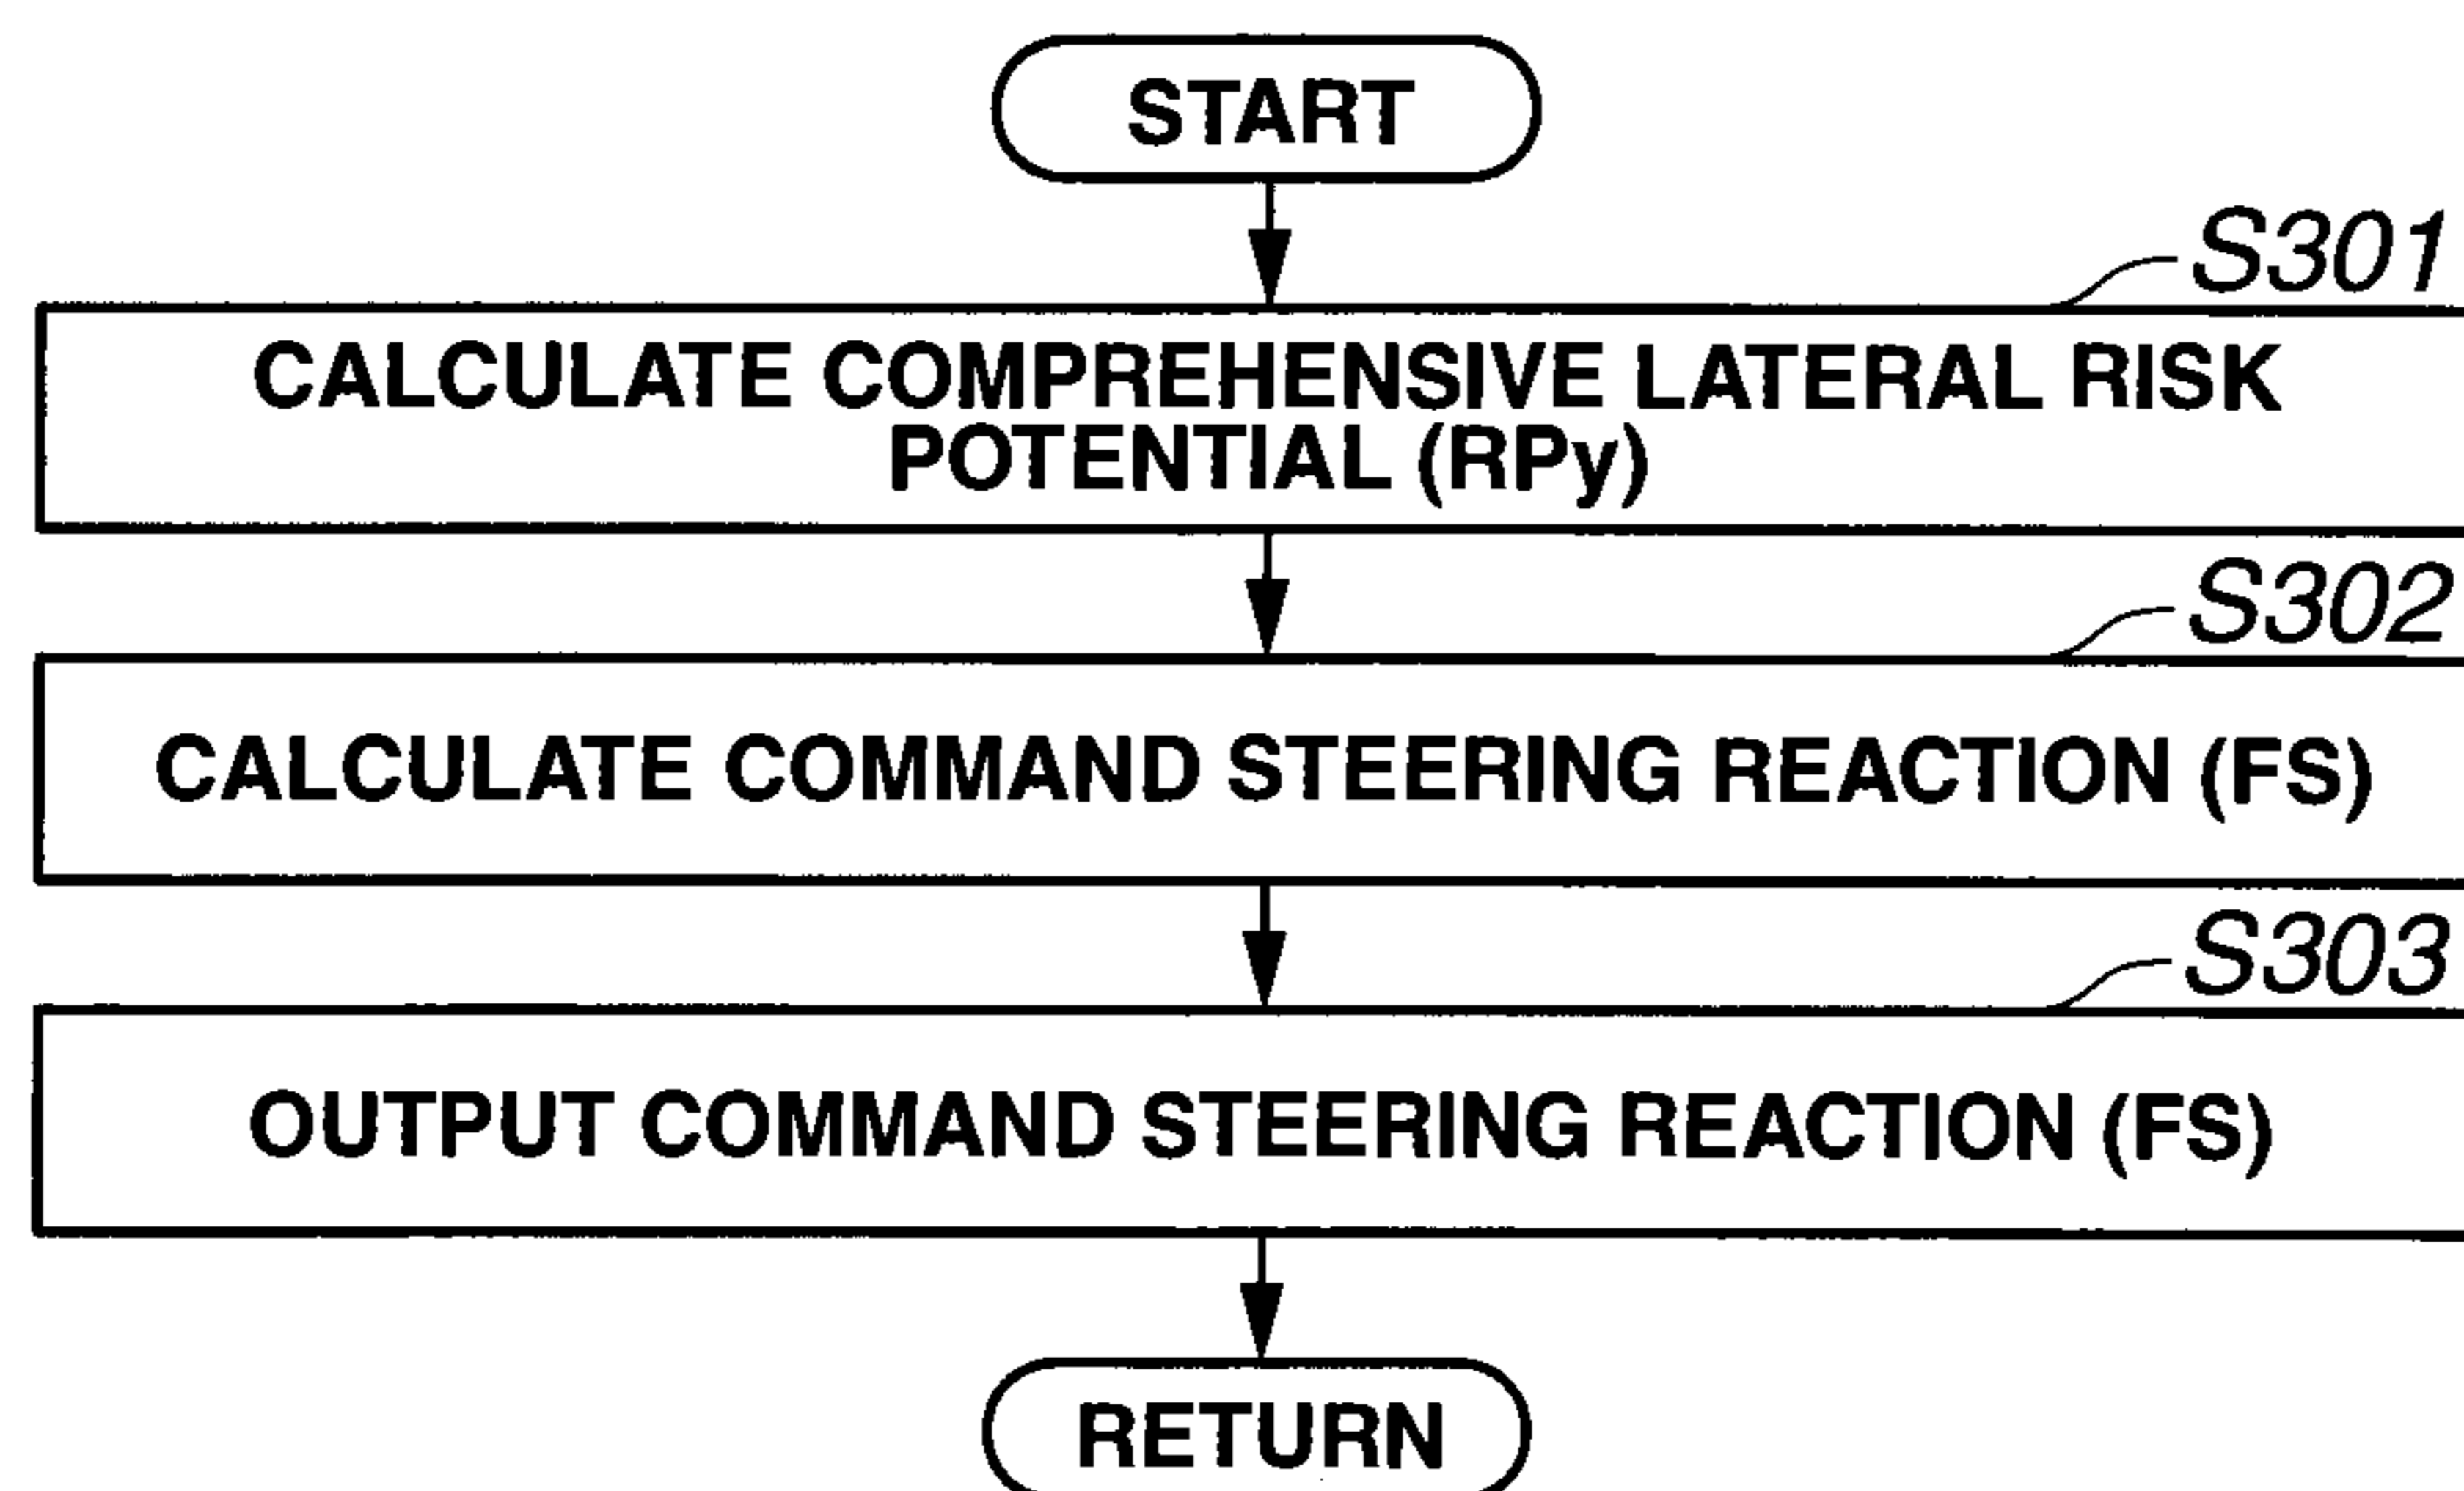 START
S301
CALCULATE COMPREHENSIVE LATERAL RISK
POTENTIAL (RPy)
S302
CALCULATE COMMAND STEERING REACTION (FS)
S303
OUTPUT COMMAND STEERING REACTION (FS)
RETURN